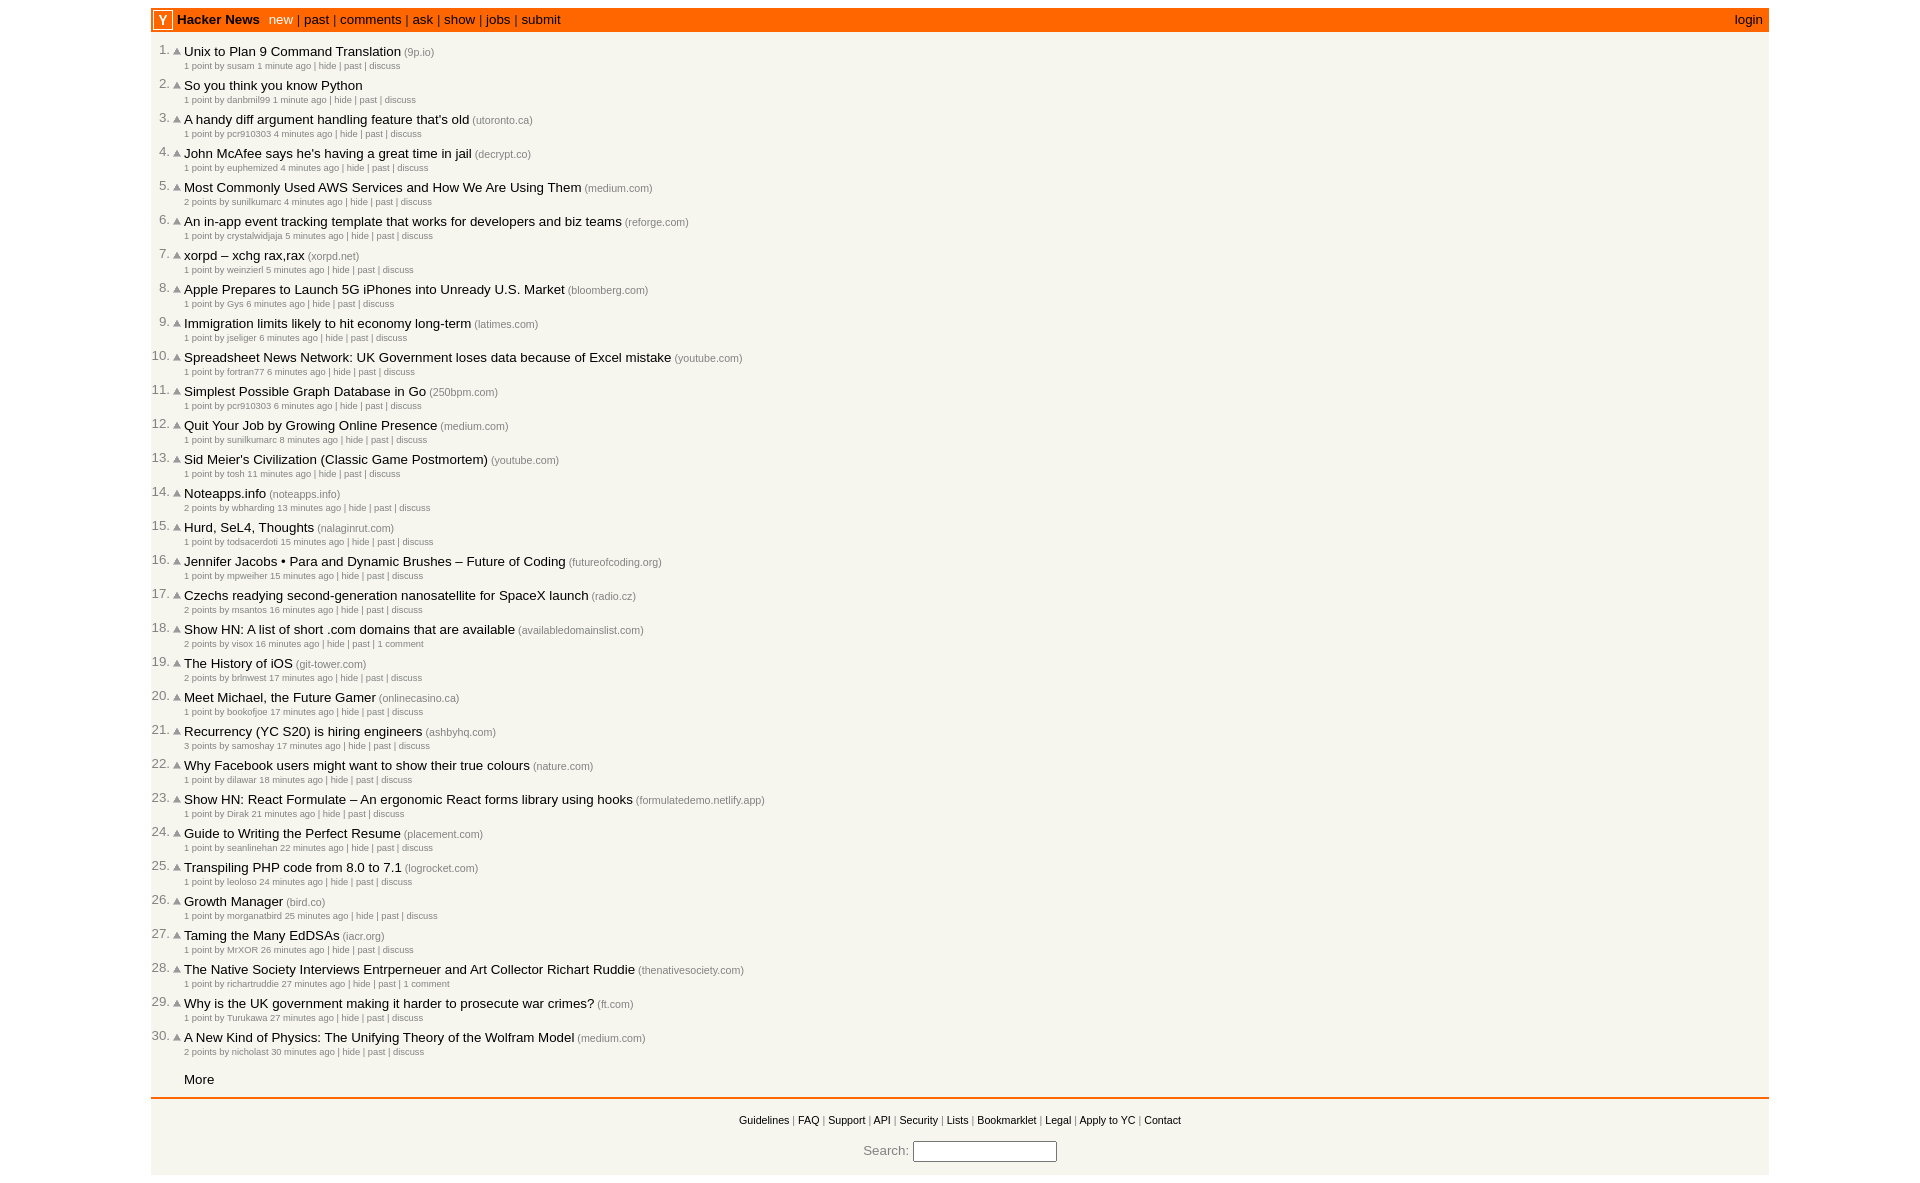 Y Hacker News new | past | comments | ask | show | jobs | submit login
1. Unix to Plan 9 Command Translation (9p.io)
1 point by susam 1 minute ago | hide | past | discuss
2. So you think you know Python
1 point by danbmil99 1 minute ago | hide | past | discuss
3. A handy diff argument handling feature that's old (utoronto.ca)
1 point by pcr910303 4 minutes ago | hide | past | discuss
4. John McAfee says he's having a great time in jail (decrypt.co)
1 point by euphemized 4 minutes ago | hide | past | discuss
5. Most Commonly Used AWS Services and How We Are Using Them (medium.com)
2 points by sunilkumarc 4 minutes ago | hide | past | discuss
6. An in-app event tracking template that works for developers and biz teams (reforge.com)
1 point by crystalwidjaja 5 minutes ago | hide | past | discuss
7. xorpd – xchg rax,rax (xorpd.net)
1 point by weinzierl 5 minutes ago | hide | past | discuss
8. Apple Prepares to Launch 5G iPhones into Unready U.S. Market (bloomberg.com)
1 point by Gys 6 minutes ago | hide | past | discuss
9. Immigration limits likely to hit economy long-term (latimes.com)
1 point by jseliger 6 minutes ago | hide | past | discuss
10. Spreadsheet News Network: UK Government loses data because of Excel mistake (youtube.com)
1 point by fortran77 6 minutes ago | hide | past | discuss
11. Simplest Possible Graph Database in Go (250bpm.com)
1 point by pcr910303 6 minutes ago | hide | past | discuss
12. Quit Your Job by Growing Online Presence (medium.com)
1 point by sunilkumarc 8 minutes ago | hide | past | discuss
13. Sid Meier's Civilization (Classic Game Postmortem) (youtube.com)
1 point by tosh 11 minutes ago | hide | past | discuss
14. Noteapps.info (noteapps.info)
2 points by wbharding 13 minutes ago | hide | past | discuss
15. Hurd, SeL4, Thoughts (nalaginrut.com)
1 point by todsacerdoti 15 minutes ago | hide | past | discuss
16. Jennifer Jacobs • Para and Dynamic Brushes – Future of Coding (futureofcoding.org)
1 point by mpweiher 15 minutes ago | hide | past | discuss
17. Czechs readying second-generation nanosatellite for SpaceX launch (radio.cz)
2 points by msantos 16 minutes ago | hide | past | discuss
18. Show HN: A list of short .com domains that are available (availabledomainslist.com)
2 points by visox 16 minutes ago | hide | past | 1 comment
19. The History of iOS (git-tower.com)
2 points by brlnwest 17 minutes ago | hide | past | discuss
20. Meet Michael, the Future Gamer (onlinecasino.ca)
1 point by bookofjoe 17 minutes ago | hide | past | discuss
21. Recurrency (YC S20) is hiring engineers (ashbyhq.com)
3 points by samoshay 17 minutes ago | hide | past | discuss
22. Why Facebook users might want to show their true colours (nature.com)
1 point by dilawar 18 minutes ago | hide | past | discuss
23. Show HN: React Formulate – An ergonomic React forms library using hooks (formulatedemo.netlify.app)
1 point by Dirak 21 minutes ago | hide | past | discuss
24. Guide to Writing the Perfect Resume (placement.com)
1 point by seanlinehan 22 minutes ago | hide | past | discuss
25. Transpiling PHP code from 8.0 to 7.1 (logrocket.com)
1 point by leoloso 24 minutes ago | hide | past | discuss
26. Growth Manager (bird.co)
1 point by morganatbird 25 minutes ago | hide | past | discuss
27. Taming the Many EdDSAs (iacr.org)
1 point by MrXOR 26 minutes ago | hide | past | discuss
28. The Native Society Interviews Entrperneuer and Art Collector Richart Ruddie (thenativesociety.com)
1 point by richartruddie 27 minutes ago | hide | past | 1 comment
29. Why is the UK government making it harder to prosecute war crimes? (ft.com)
1 point by Turukawa 27 minutes ago | hide | past | discuss
30. A New Kind of Physics: The Unifying Theory of the Wolfram Model (medium.com)
2 points by nicholast 30 minutes ago | hide | past | discuss
More
Guidelines | FAQ | Support | API | Security | Lists | Bookmarklet | Legal | Apply to YC | Contact
Search: